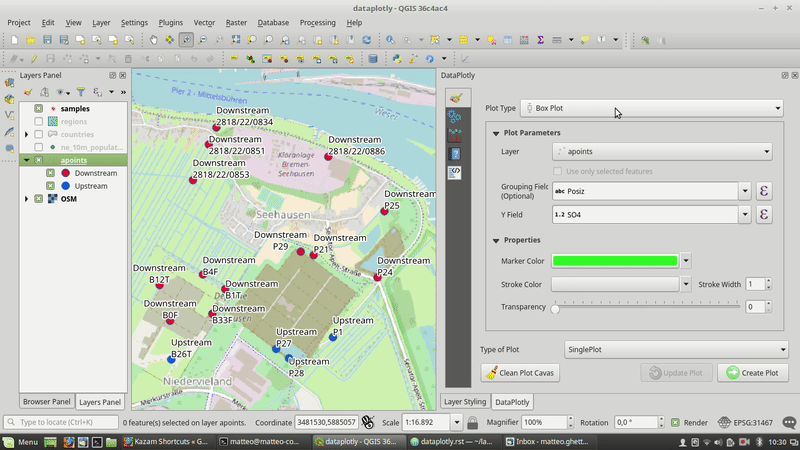 dataplotly - QGIS 36c4ac4
Project Edit View Layer Settings Plugins Vector Raster Database Processing Help
Layers Panel
samples
regions
countries
ne_10m_populat...
apoints
Downstream
Upstream
OSM
Browser Panel Layers Panel
Pier 2 - Mittelsbüren
Weser
Downstream
2818/22/0834
Downstream
2818/22/0851
Downstream
2818/22/0886
Kläranlage
Bremen
Seehausen
Downstream
2818/22/0853
Downstream
P25
Seehausen
Downstream
P29
Downstream
P21
Downstream
P24
Downstream
B4F
Downstream
B12T
Downstream
B1T
Downstream
B0F
Downstream
B33F
Upstream
P1
Upstream
P27
Upstream
B26T
Upstream
P28
Niedervieland
DataPlotly
Plot Type Box Plot
Plot Parameters
Layer apoints
Use only selected features
Grouping Field
(Optional)
abc Posiz
Y Field 1.2 SO4
Properties
Marker Color
Stroke Color Stroke Width 1
Transparency 0
Type of Plot SinglePlot
Clean Plot Cavas Update Plot Create Plot
Layer Styling DataPlotly
Type to locate (Ctrl+K) 0 feature(s) selected on layer apoints. Coordinate 3481530,5885057 Scale 1:16.892 Magnifier 100% Rotation 0,0 ° Render EPSG:31467
Menu Kazam Shortcuts « G... matteo@matteo-co... dataplotly - QGIS 36c... dataplotly.rst — ~/la... Inbox - matteo.ghett... 10:30